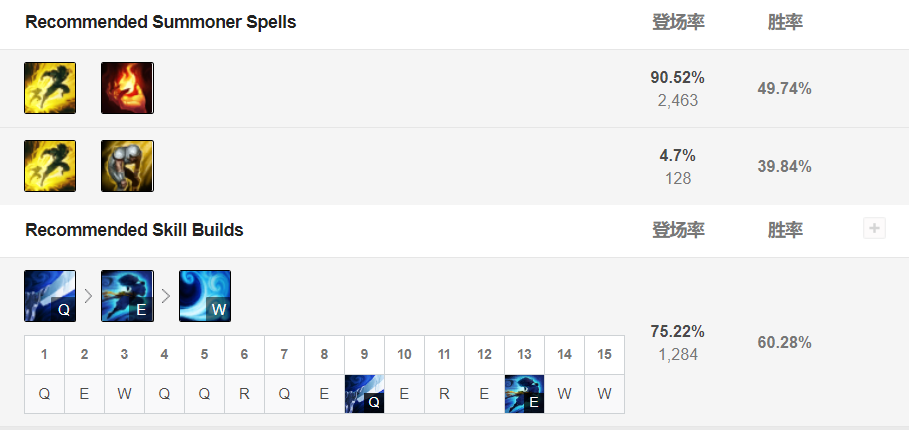 Recommended Summoner Spells 登场率 胜率
90.52%
2,463
49.74%
4.7%
128
39.84%
Recommended Skill Builds 登场率 胜率 +
Q > E > W
75.22%
1,284
60.28%
1 2 3 4 5 6 7 8 9 10 11 12 13 14 15
Q E W Q Q R Q E Q E R E E W W